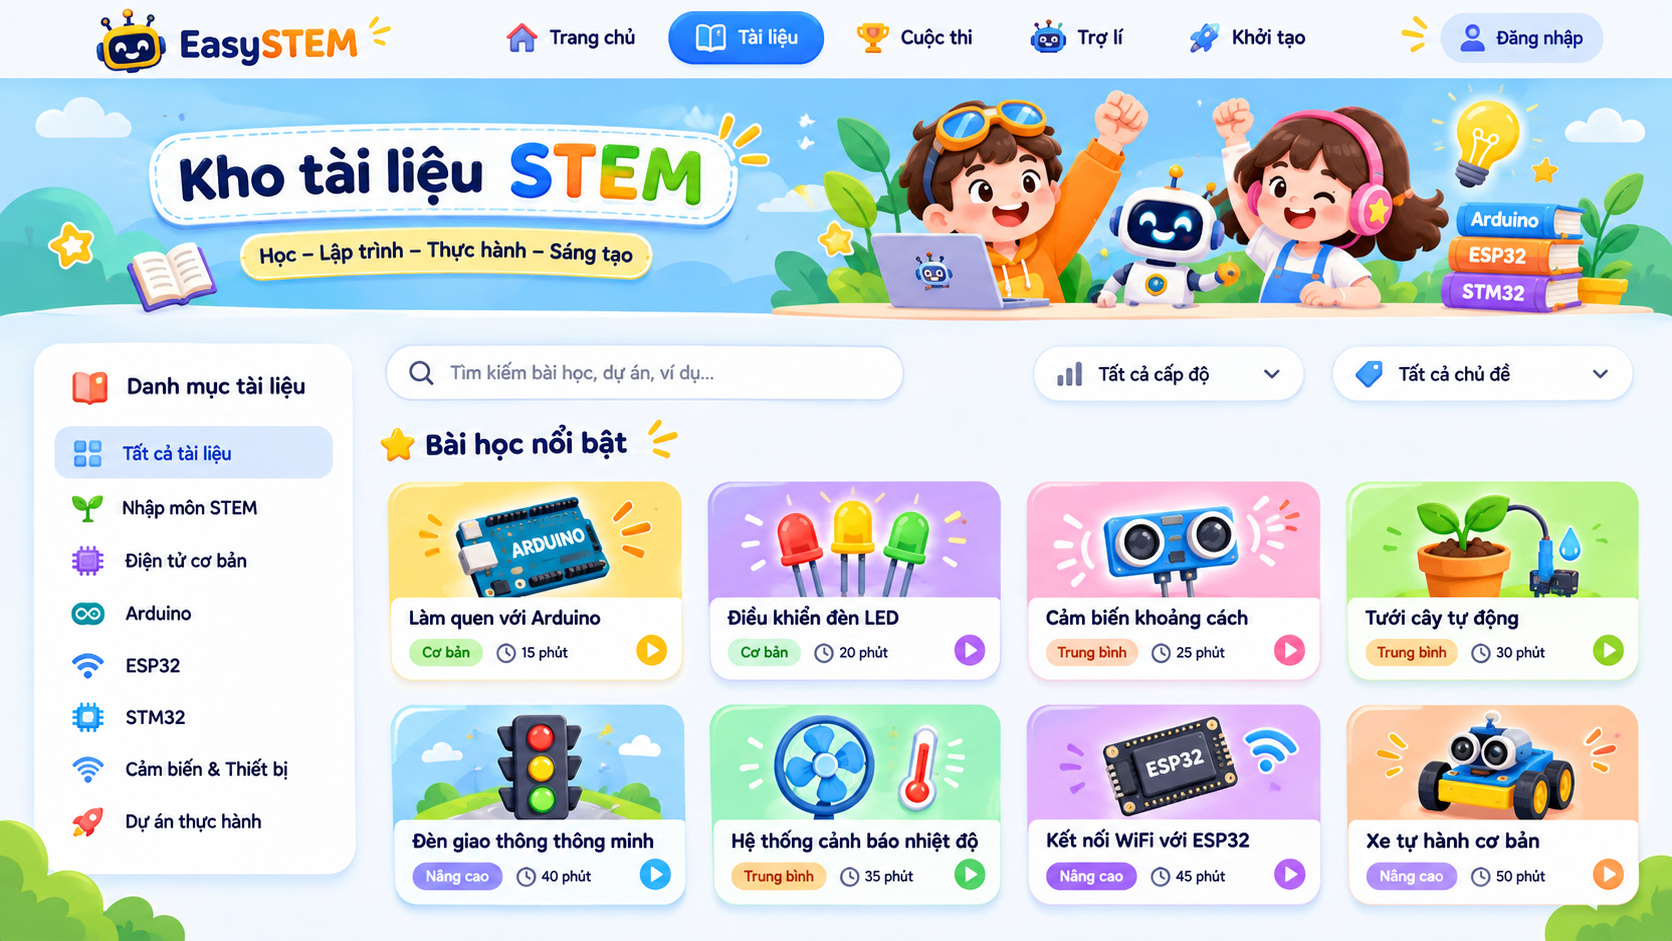 EasySTEM
Trang chủ
Tài liệu
Cuộc thi
Trợ lí
Khởi tạo
Đăng nhập
Kho tài liệu STEM
Học – Lập trình – Thực hành – Sáng tạo
Arduino
ESP32
STM32
Danh mục tài liệu
Tất cả tài liệu
Nhập môn STEM
Điện tử cơ bản
Arduino
ESP32
STM32
Cảm biến & Thiết bị
Dự án thực hành
Tìm kiếm bài học, dự án, ví dụ...
Tất cả cấp độ
Tất cả chủ đề
Bài học nổi bật
ARDUINO
Làm quen với Arduino
Cơ bản
15 phút
Điều khiển đèn LED
Cơ bản
20 phút
Cảm biến khoảng cách
Trung bình
25 phút
Tưới cây tự động
Trung bình
30 phút
Đèn giao thông thông minh
Nâng cao
40 phút
Hệ thống cảnh báo nhiệt độ
Trung bình
35 phút
ESP32
Kết nối WiFi với ESP32
Nâng cao
45 phút
Xe tự hành cơ bản
Nâng cao
50 phút